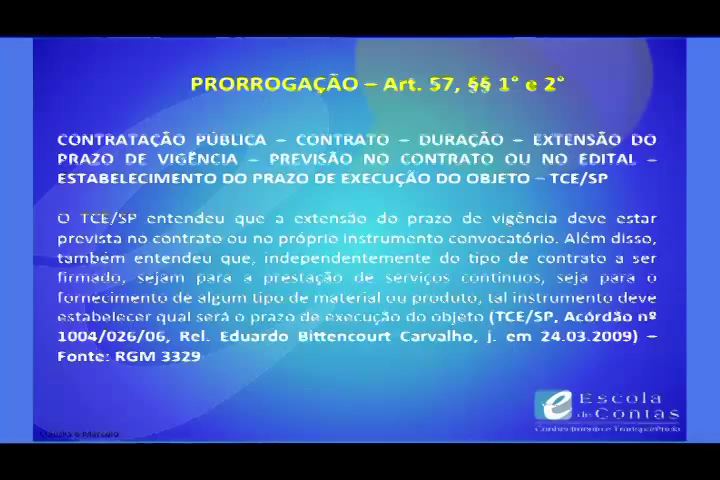 PRORROGAÇÃO – Art. 57, §§ 1° e 2°
CONTRATAÇÃO PÚBLICA – CONTRATO – DURAÇÃO – EXTENSÃO DO
PRAZO DE VIGÊNCIA – PREVISÃO NO CONTRATO OU NO EDITAL –
ESTABELECIMENTO DO PRAZO DE EXECUÇÃO DO OBJETO – TCE/SP
O TCE/SP entendeu que a extensão do prazo de vigência deve estar
prevista no contrato ou no próprio instrumento convocatório. Além disso,
também entendeu que, independentemente do tipo de contrato a ser
firmado, sejam para a prestação de serviços contínuos, seja para o
fornecimento de algum tipo de material ou produto, tal instrumento deve
estabelecer qual será o prazo de execução do objeto (TCE/SP, Acórdão nº
1004/026/06, Rel. Eduardo Bittencourt Carvalho, j. em 24.03.2009) –
Fonte: RGM 3329
e Escola
de Contas
Conhecimento e Transparência